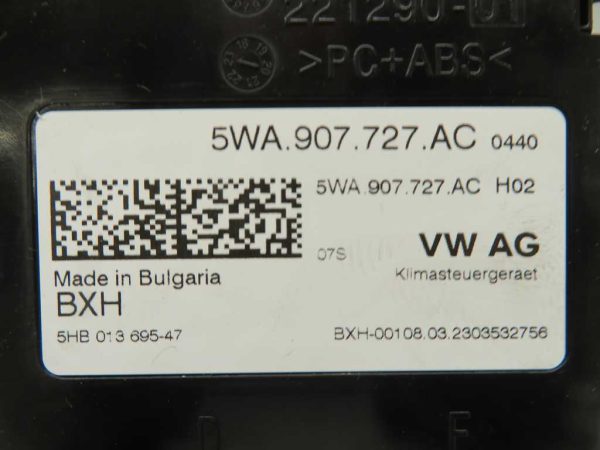 221290-01
>PC+ABS<
5WA.907.727.AC 0440
5WA.907.727.AC H02
07S VW AG
Made in Bulgaria Klimasteuergeraet
BXH
5HB 013 695-47 BXH-00108.03.2303532756